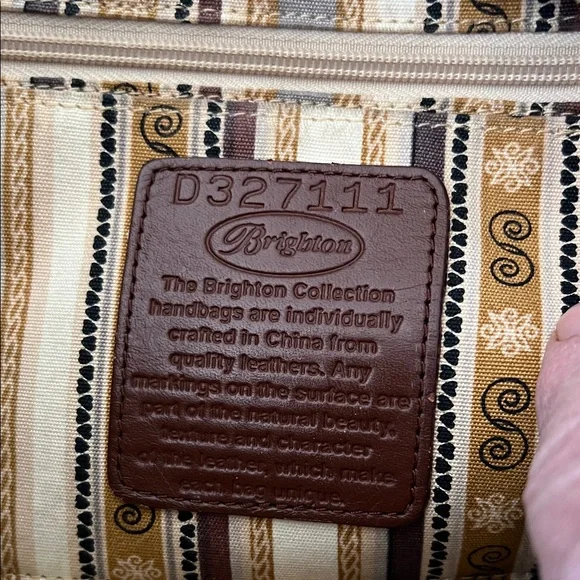 D327111
Brighton
The Brighton Collection
handbags are individually
crafted in China from
quality leathers. Any
markings on the surface are
part of the natural beauty,
texture and character
of the leather, which make
each bag unique.